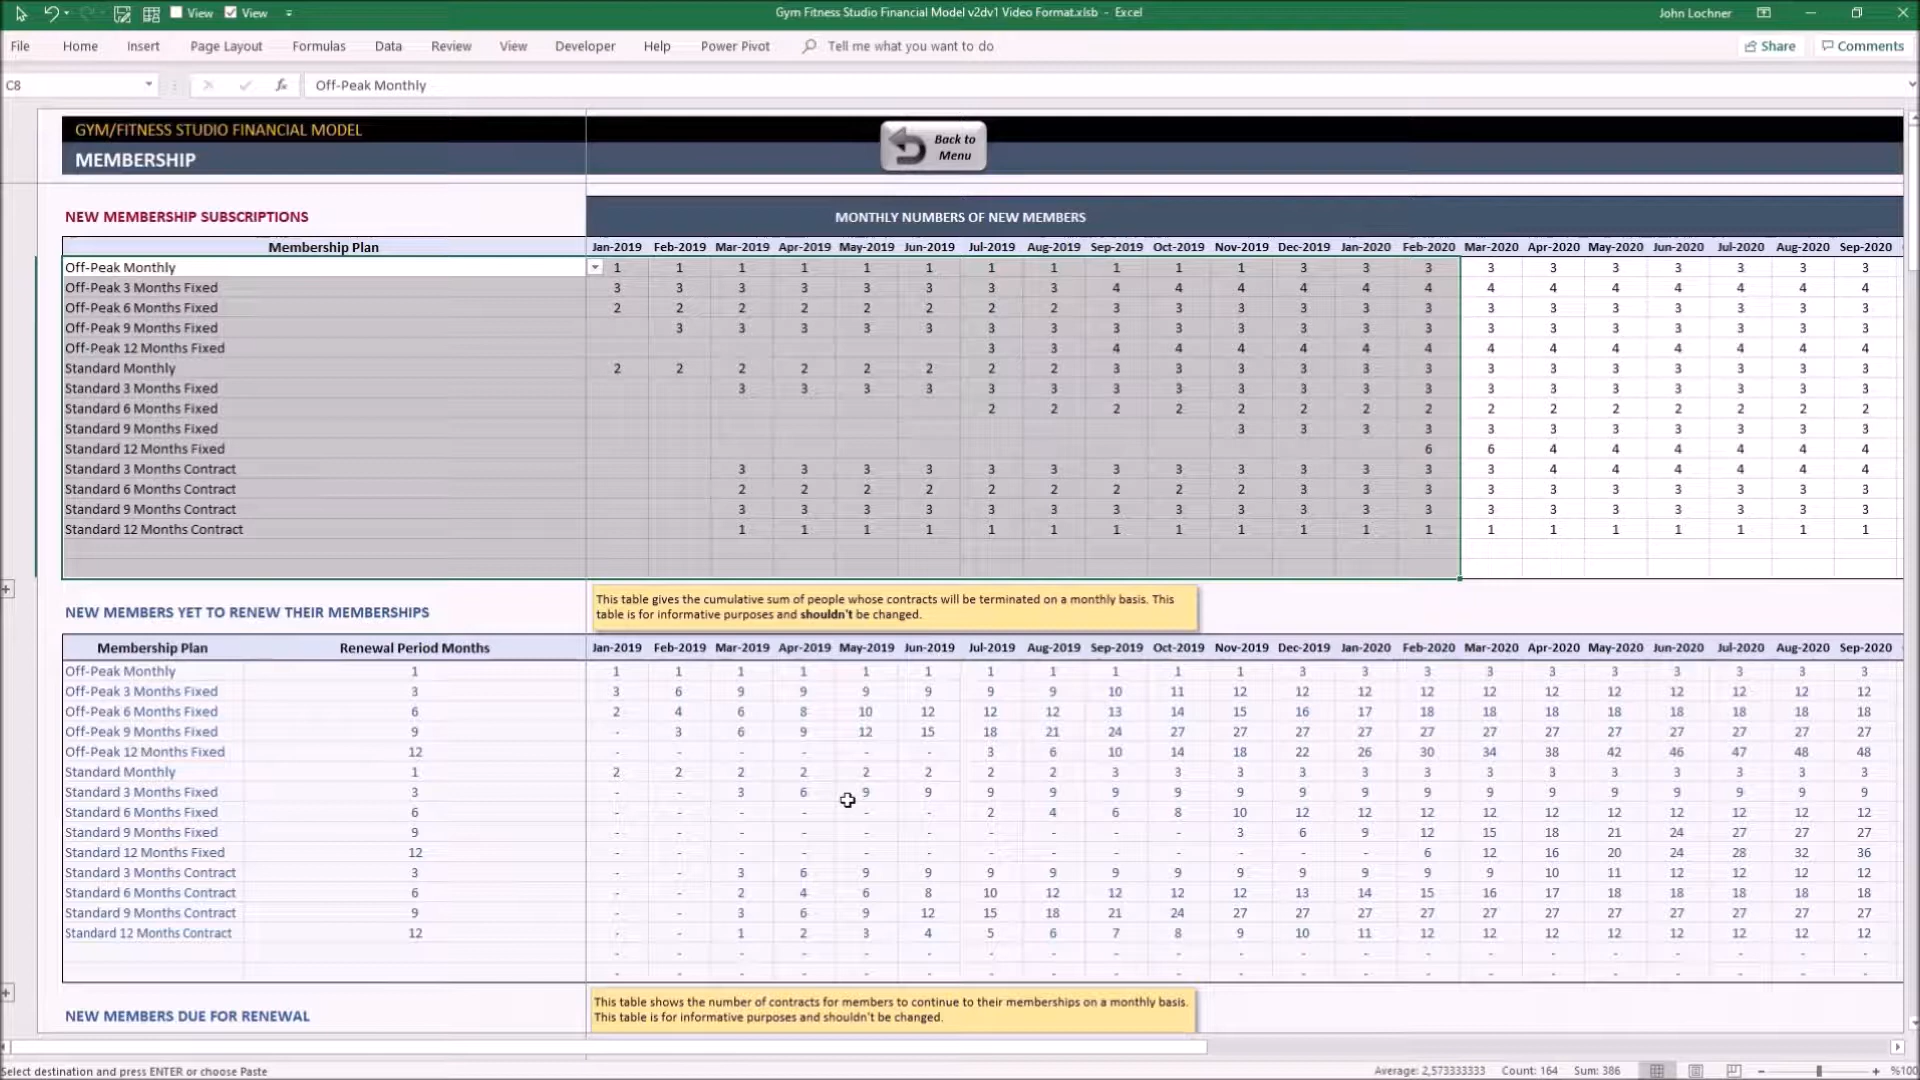 View View
Gym Fitness Studio Financial Model v2dv1 Video Format.xlsb - Excel
John Lochner
File Home Insert Page Layout Formulas Data Review View Developer Help Power Pivot Tell me what you want to do Share Comments
C8 fx Off-Peak Monthly
GYM/FITNESS STUDIO FINANCIAL MODEL
MEMBERSHIP
Back to
Menu
NEW MEMBERSHIP SUBSCRIPTIONS MONTHLY NUMBERS OF NEW MEMBERS
Membership Plan Jan-2019 Feb-2019 Mar-2019 Apr-2019 May-2019 Jun-2019 Jul-2019 Aug-2019 Sep-2019 Oct-2019 Nov-2019 Dec-2019 Jan-2020 Feb-2020 Mar-2020 Apr-2020 May-2020 Jun-2020 Jul-2020 Aug-2020 Sep-2020
Off-Peak Monthly 1 1 1 1 1 1 1 1 1 1 1 3 3 3 3 3 3 3 3 3 3
Off-Peak 3 Months Fixed 3 3 3 3 3 3 3 3 4 4 4 4 4 4 4 4 4 4 4 4 4
Off-Peak 6 Months Fixed 2 2 2 2 2 2 2 2 3 3 3 3 3 3 3 3 3 3 3 3 3
Off-Peak 9 Months Fixed 3 3 3 3 3 3 3 3 3 3 3 3 3 3 3 3 3 3 3 3
Off-Peak 12 Months Fixed 3 3 4 4 4 4 4 4 4 4 4 4 4 4 4
Standard Monthly 2 2 2 2 2 2 2 2 3 3 3 3 3 3 3 3 3 3 3 3 3
Standard 3 Months Fixed 3 3 3 3 3 3 3 3 3 3 3 3 3 3 3 3 3 3 3
Standard 6 Months Fixed 2 2 2 2 2 2 2 2 2 2 2 2 2 2 2
Standard 9 Months Fixed 3 3 3 3 3 3 3 3 3 3 3
Standard 12 Months Fixed 6 6 4 4 4 4 4 4
Standard 3 Months Contract 3 3 3 3 3 3 3 3 3 3 3 3 3 4 4 4 4 4 4
Standard 6 Months Contract 2 2 2 2 2 2 2 2 2 3 3 3 3 3 3 3 3 3 3
Standard 9 Months Contract 3 3 3 3 3 3 3 3 3 3 3 3 3 3 3 3 3 3 3
Standard 12 Months Contract 1 1 1 1 1 1 1 1 1 1 1 1 1 1 1 1 1 1 1
This table gives the cumulative sum of people whose contracts will be terminated on a monthly basis. This
table is for informative purposes and shouldn't be changed.
NEW MEMBERS YET TO RENEW THEIR MEMBERSHIPS
Membership Plan Renewal Period Months Jan-2019 Feb-2019 Mar-2019 Apr-2019 May-2019 Jun-2019 Jul-2019 Aug-2019 Sep-2019 Oct-2019 Nov-2019 Dec-2019 Jan-2020 Feb-2020 Mar-2020 Apr-2020 May-2020 Jun-2020 Jul-2020 Aug-2020 Sep-2020
Off-Peak Monthly 1 1 1 1 1 1 1 1 1 1 1 1 3 3 3 3 3 3 3 3 3 3
Off-Peak 3 Months Fixed 3 3 6 9 9 9 9 9 9 10 11 12 12 12 12 12 12 12 12 12 12 12
Off-Peak 6 Months Fixed 6 2 4 6 8 10 12 12 12 13 14 15 16 17 18 18 18 18 18 18 18 18
Off-Peak 9 Months Fixed 9 - 3 6 9 12 15 18 21 24 27 27 27 27 27 27 27 27 27 27 27 27
Off-Peak 12 Months Fixed 12 - - - - - - 3 6 10 14 18 22 26 30 34 38 42 46 47 48 48
Standard Monthly 1 2 2 2 2 2 2 2 2 3 3 3 3 3 3 3 3 3 3 3 3 3
Standard 3 Months Fixed 3 - - 3 6 9 9 9 9 9 9 9 9 9 9 9 9 9 9 9 9 9
Standard 6 Months Fixed 6 - - - - - - 2 4 6 8 10 12 12 12 12 12 12 12 12 12 12
Standard 9 Months Fixed 9 - - - - - - - - - - 3 6 9 12 15 18 21 24 27 27 27
Standard 12 Months Fixed 12 - - - - - - - - - - - - - 6 12 16 20 24 28 32 36
Standard 3 Months Contract 3 - - 3 6 9 9 9 9 9 9 9 9 9 9 9 10 11 12 12 12 12
Standard 6 Months Contract 6 - - 2 4 6 8 10 12 12 12 12 13 14 15 16 17 18 18 18 18 18
Standard 9 Months Contract 9 - - 3 6 9 12 15 18 21 24 27 27 27 27 27 27 27 27 27 27 27
Standard 12 Months Contract 12 - - 1 2 3 4 5 6 7 8 9 10 11 12 12 12 12 12 12 12 12
- - - - - - - - - - - - - - - - - - - - -
- - - - - - - - - - - - - - - - - - - - -
This table shows the number of contracts for members to continue to their memberships on a monthly basis.
This table is for informative purposes and shouldn't be changed.
NEW MEMBERS DUE FOR RENEWAL
Select destination and press ENTER or choose Paste Average: 2,573333333 Count: 164 Sum: 386 %100